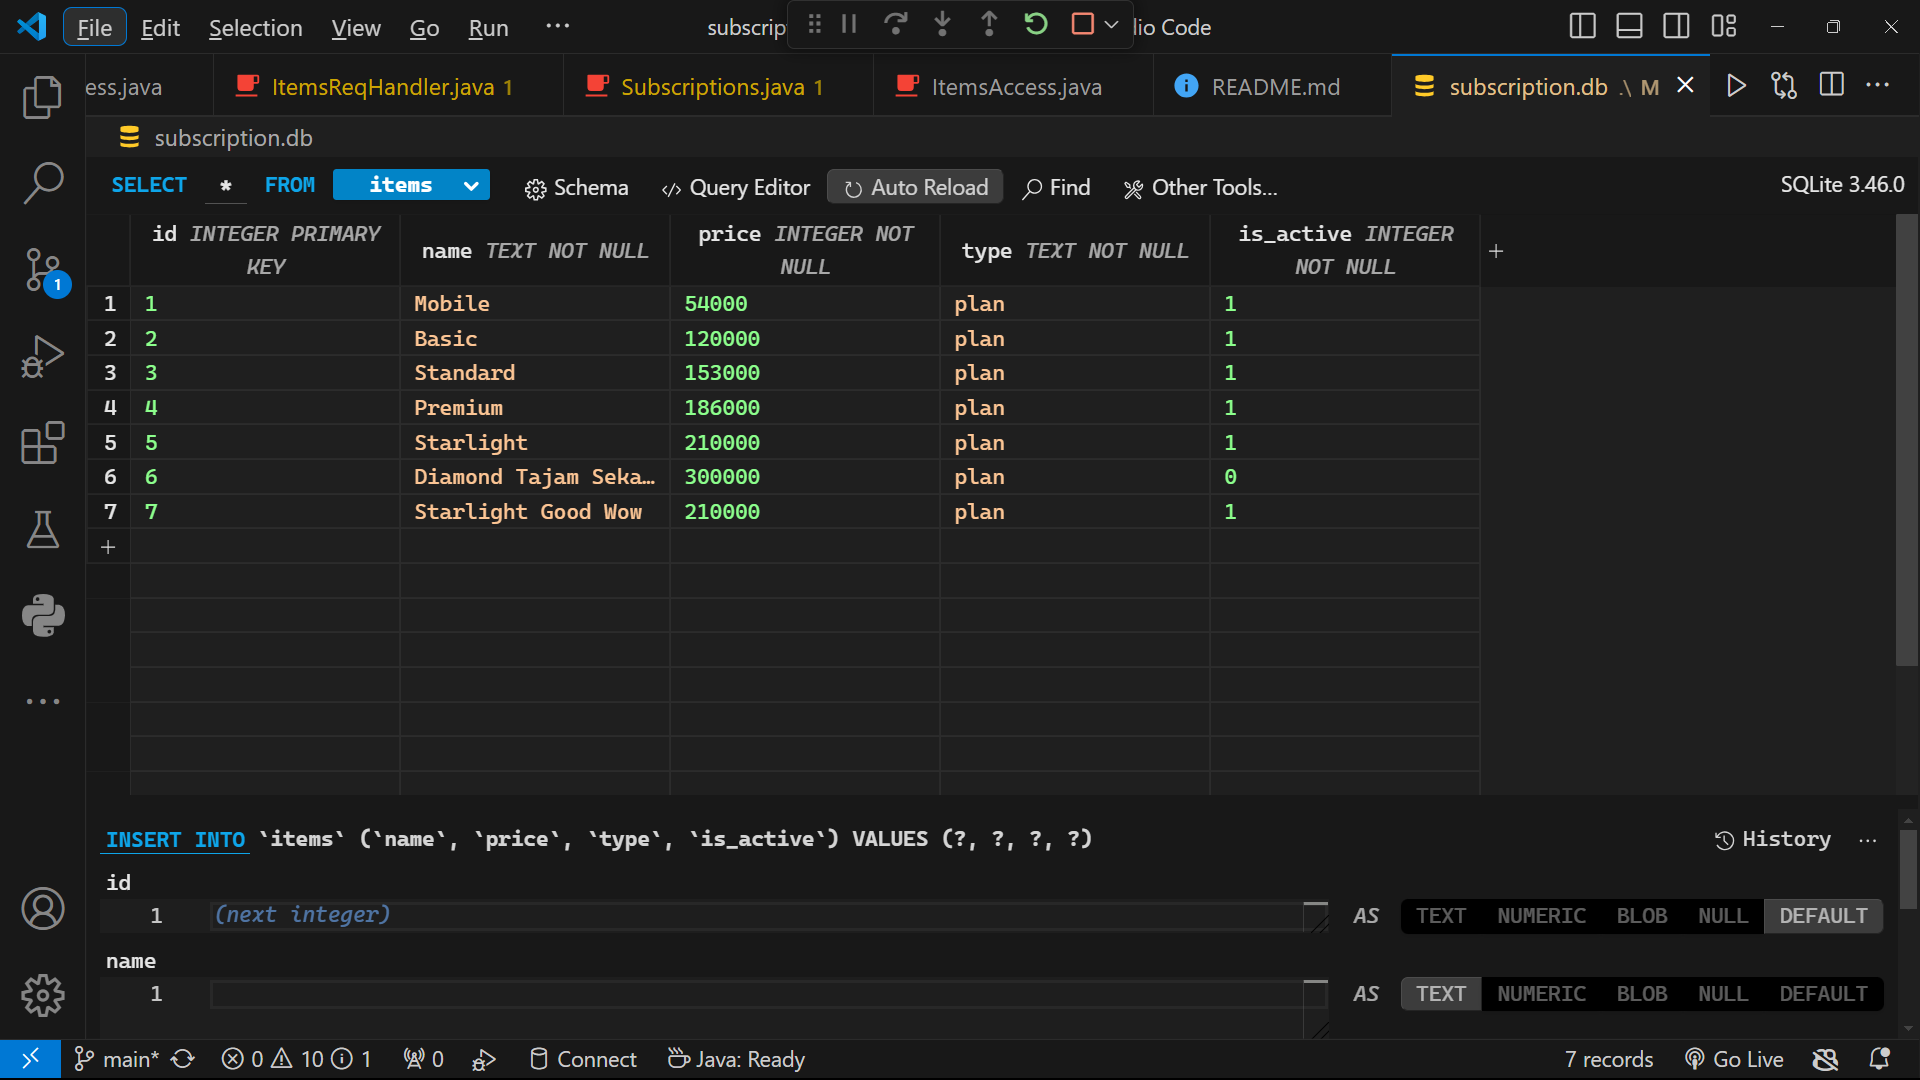 File Edit Selection View Go Run ··· subscrip lio Code
ess.java ItemsReqHandler.java 1 Subscriptions.java 1 ItemsAccess.java README.md subscription.db .\ M
subscription.db
SELECT * FROM items Schema Query Editor Auto Reload Find Other Tools... SQLite 3.46.0
id INTEGER PRIMARY KEY name TEXT NOT NULL price INTEGER NOT NULL type TEXT NOT NULL is_active INTEGER NOT NULL +
1 1 Mobile 54000 plan 1
2 2 Basic 120000 plan 1
3 3 Standard 153000 plan 1
4 4 Premium 186000 plan 1
5 5 Starlight 210000 plan 1
6 6 Diamond Tajam Seka… 300000 plan 0
7 7 Starlight Good Wow 210000 plan 1
+
INSERT INTO `items` (`name`, `price`, `type`, `is_active`) VALUES (?, ?, ?, ?) History ···
id
1 (next integer) AS TEXT NUMERIC BLOB NULL DEFAULT
name
1 AS TEXT NUMERIC BLOB NULL DEFAULT
1
main* 0 10 1 0 Connect Java: Ready 7 records Go Live